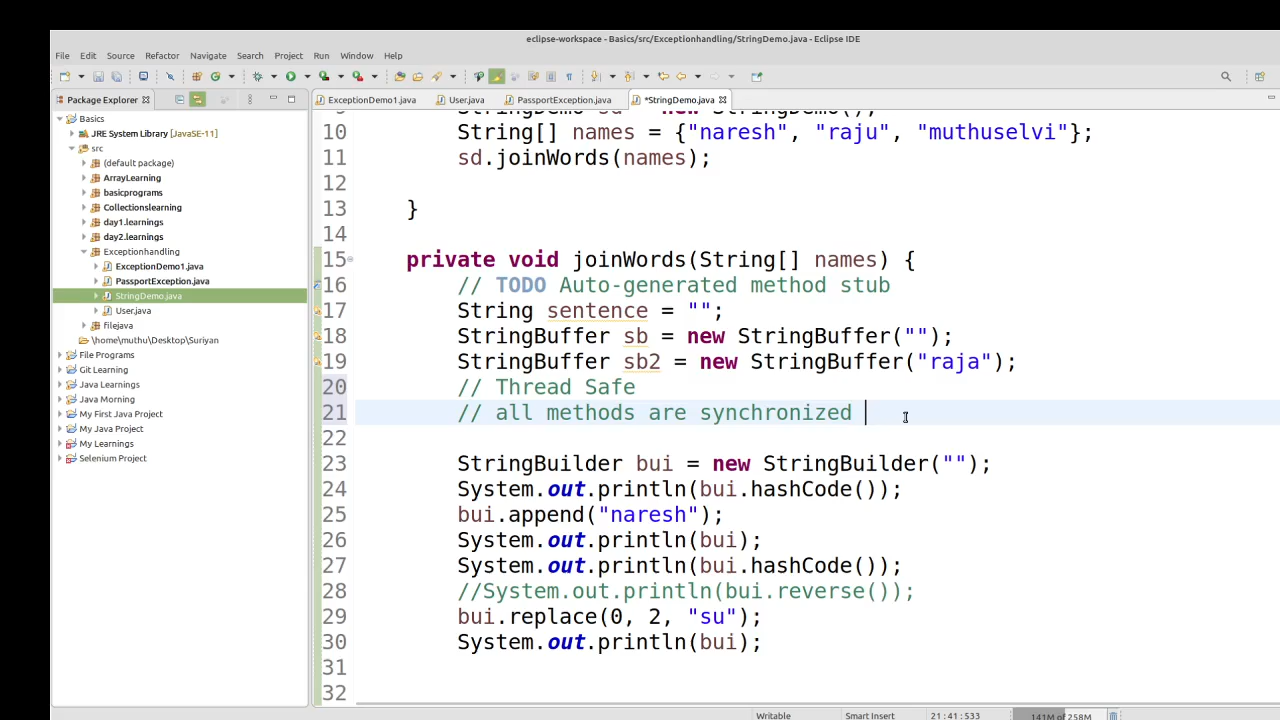 eclipse-workspace - Basics/src/Exceptionhandling/StringDemo.java - Eclipse IDE
File Edit Source Refactor Navigate Search Project Run Window Help
Package Explorer
ExceptionDemo1.java User.java PassportException.java *StringDemo.java
Basics
JRE System Library [JavaSE-11]
src
(default package)
ArrayLearning
basicprograms
Collectionslearning
day1.learnings
day2.learnings
Exceptionhandling
ExceptionDemo1.java
PassportException.java
StringDemo.java
User.java
filejava
\home\muthu\Desktop\Suriyan
File Programs
Git Learning
Java Learnings
Java Morning
My First Java Project
My Java Project
My Learnings
Selenium Project
9 StringDemo sd = new StringDemo();
10 String[] names = {"naresh", "raju", "muthuselvi"};
11 sd.joinWords(names);
12
13 }
14
15 private void joinWords(String[] names) {
16 // TODO Auto-generated method stub
17 String sentence = "";
18 StringBuffer sb = new StringBuffer("");
19 StringBuffer sb2 = new StringBuffer("raja");
20 // Thread Safe
21 // all methods are synchronized
22
23 StringBuilder bui = new StringBuilder("");
24 System.out.println(bui.hashCode());
25 bui.append("naresh");
26 System.out.println(bui);
27 System.out.println(bui.hashCode());
28 //System.out.println(bui.reverse());
29 bui.replace(0, 2, "su");
30 System.out.println(bui);
31
32
Writable Smart Insert 21:41:533 141M of 258M